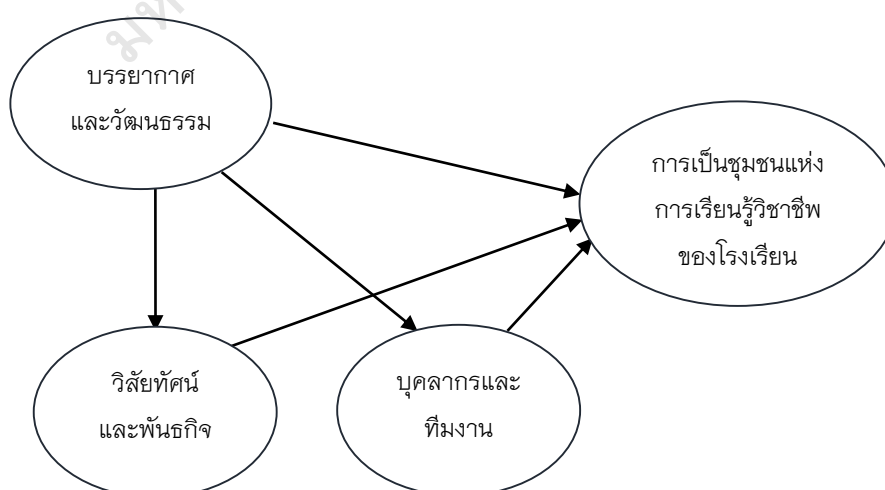 มห
บรรยากาศ
และวัฒนธรรม
การเป็นชุมชนแห่ง
การเรียนรู้วิชาชีพ
ของโรงเรียน
วิสัยทัศน์
และพันธกิจ
บุคลากรและ
ทีมงาน